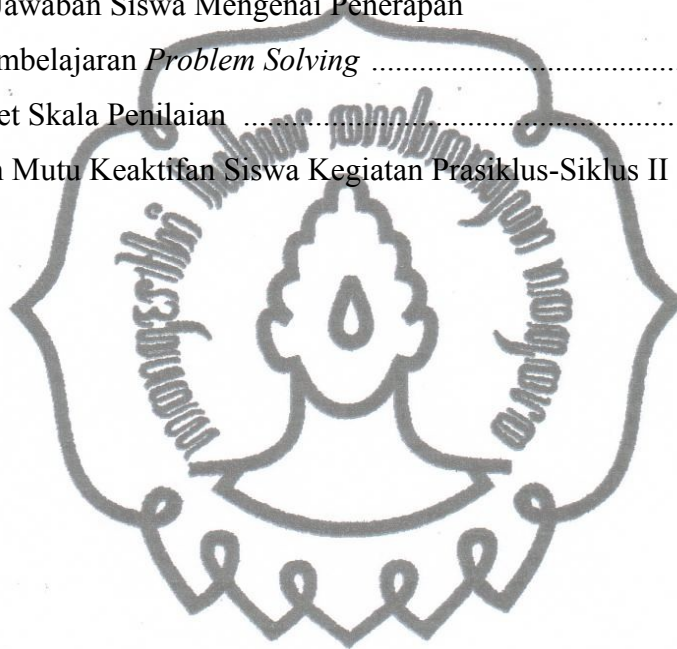 Jawaban Siswa Mengenai Penerapan
mbelajaran Problem Solving ........................................
et Skala Penilaian ........................................................
n Mutu Keaktifan Siswa Kegiatan Prasiklus-Siklus II